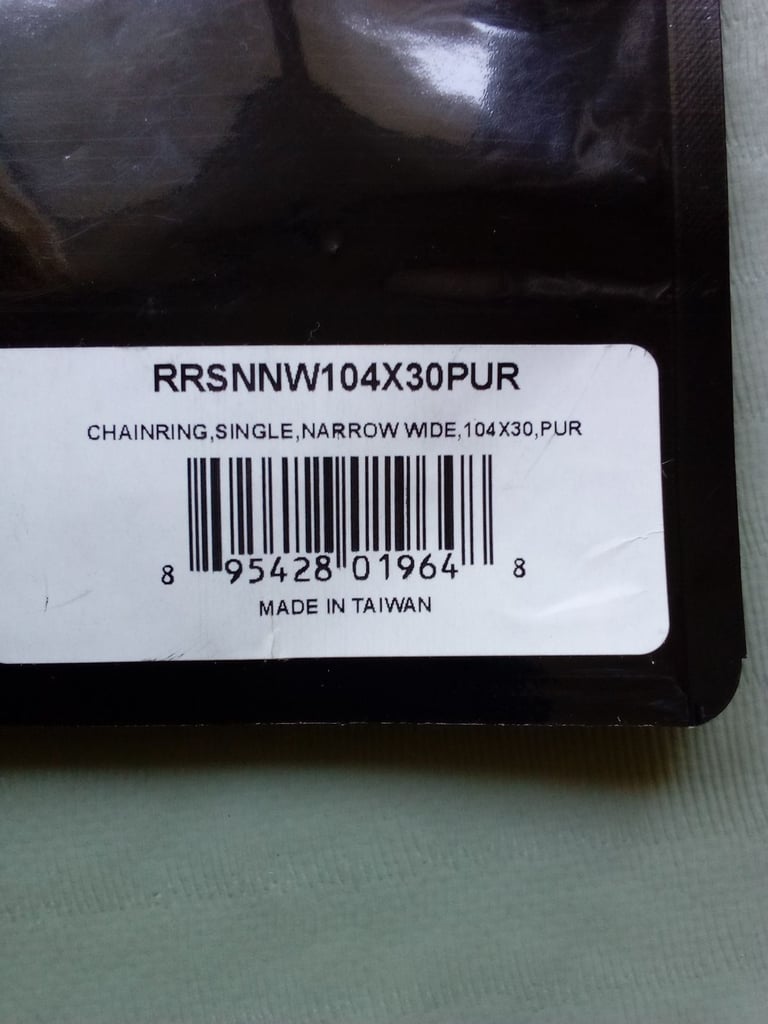 RRSNNW104X30PUR
CHAINRING,SINGLE,NARROW WIDE,104X30,PUR
8 95428 01964 8
MADE IN TAIWAN